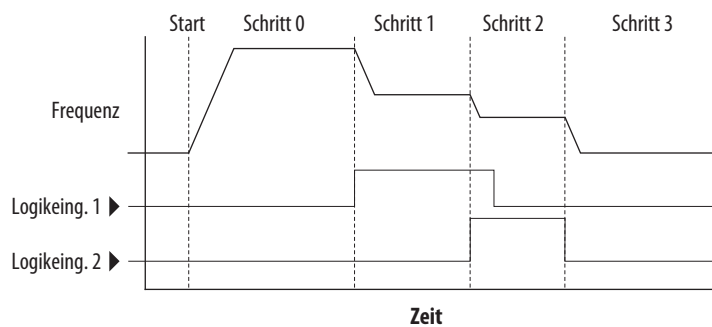 Start Schritt 0 Schritt 1 Schritt 2 Schritt 3
Frequenz
Logikeing. 1
Logikeing. 2
Zeit